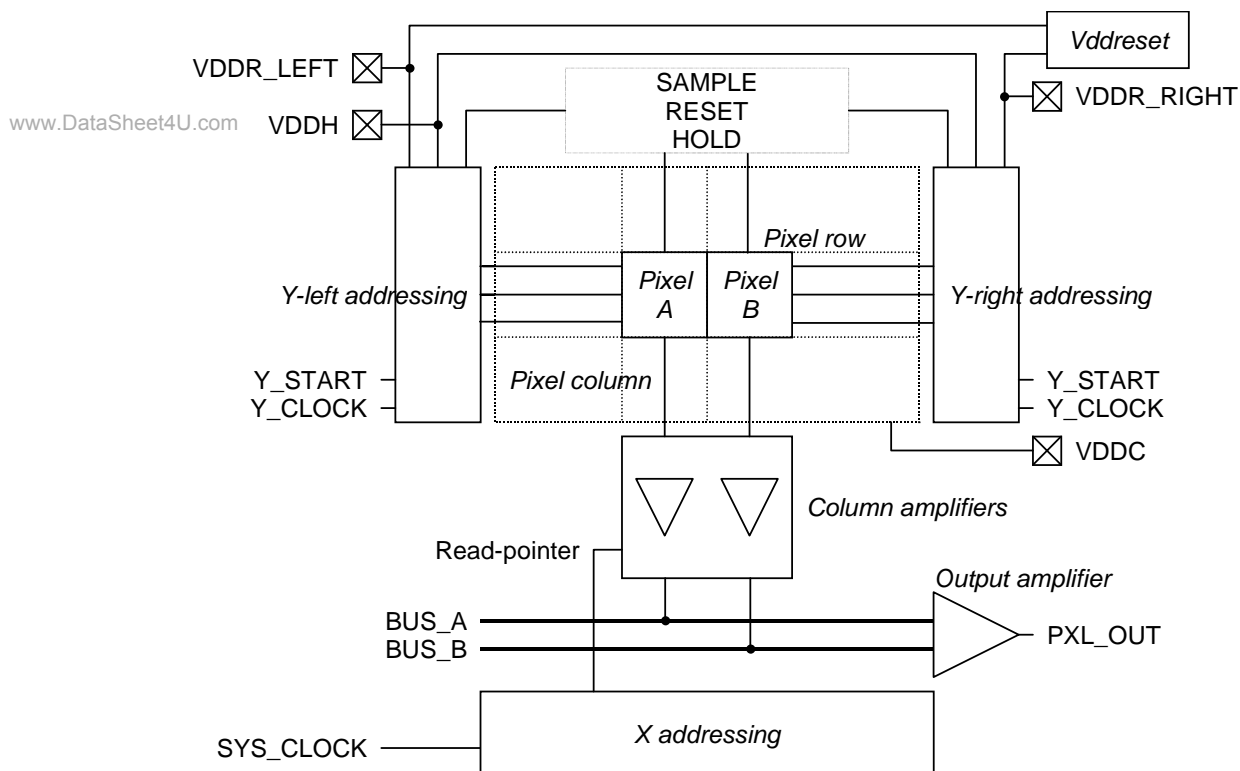 Vddreset
VDDR_LEFT
SAMPLE
RESET
HOLD
VDDR_RIGHT
www.DataSheet4U.com
VDDH
Pixel row
Y-left addressing
Pixel
A
Pixel
B
Y-right addressing
Y_START
Y_CLOCK
Pixel column
Y_START
Y_CLOCK
VDDC
Column amplifiers
Read-pointer
Output amplifier
BUS_A
BUS_B
PXL_OUT
X addressing
SYS_CLOCK